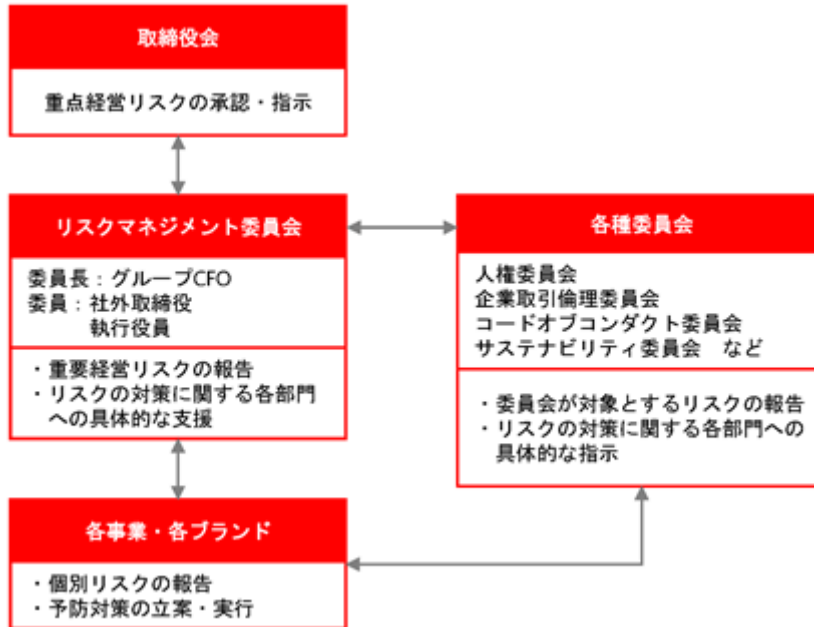 取締役会
重点経営リスクの承認・指示
リスクマネジメント委員会
委員長：グループCFO
委員：社外取締役
執行役員
・重要経営リスクの報告
・リスクの対策に関する各部門
への具体的な支援
各種委員会
人権委員会
企業取引倫理委員会
コードオブコンダクト委員会
サステナビリティ委員会　など
・委員会が対象とするリスクの報告
・リスクの対策に関する各部門への
具体的な指示
各事業・各ブランド
・個別リスクの報告
・予防対策の立案・実行